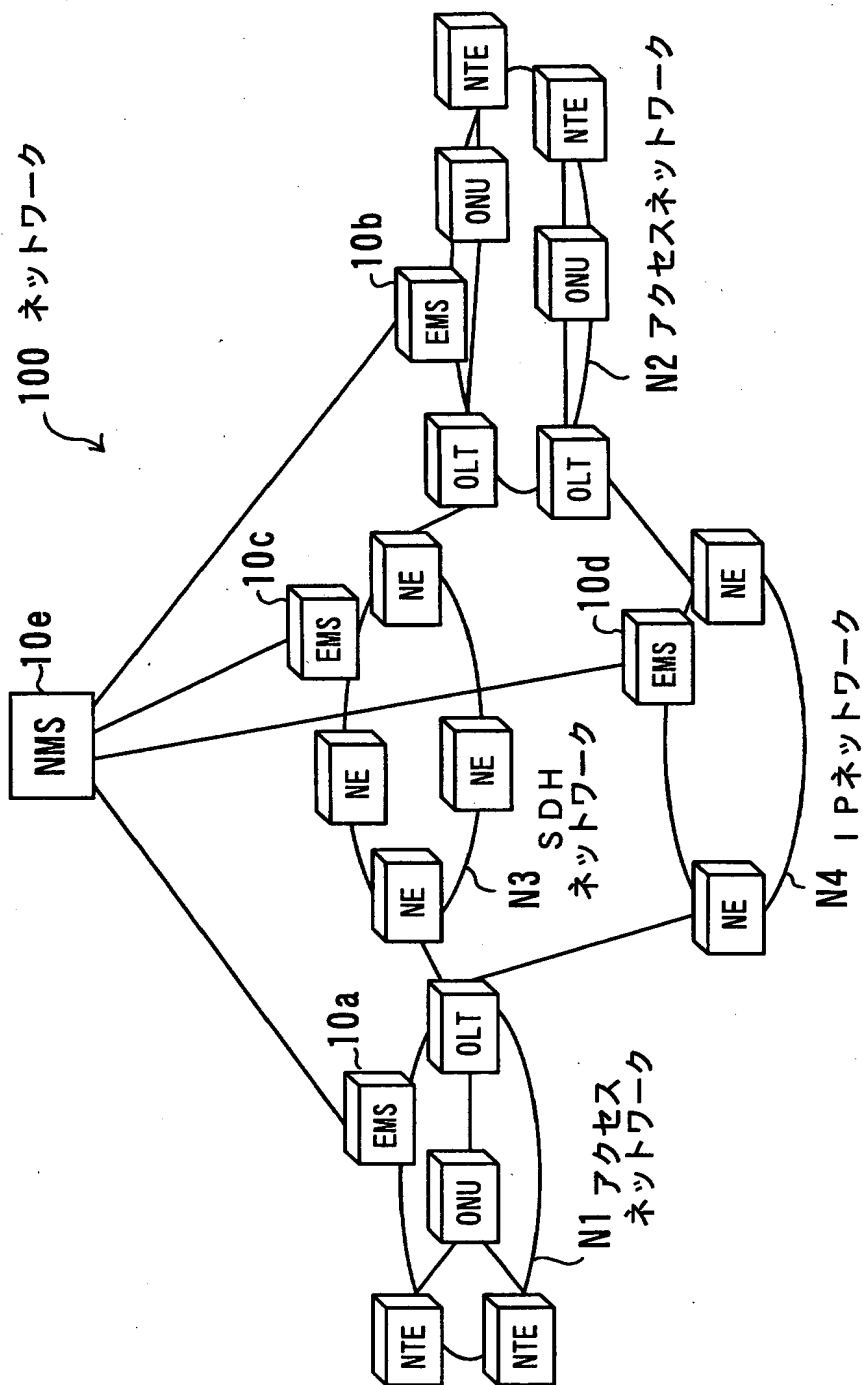 100 ネットワーク
NMS
10e
EMS
10a
EMS
10c
EMS
10b
EMS
10d
NTE
NTE
ONU
OLT
N1 アクセス
ネットワーク
NE
NE
NE
NE
N3
SDH
ネットワーク
OLT
OLT
ONU
ONU
NTE
NTE
N2 アクセスネットワーク
NE
NE
N4
IPネットワーク